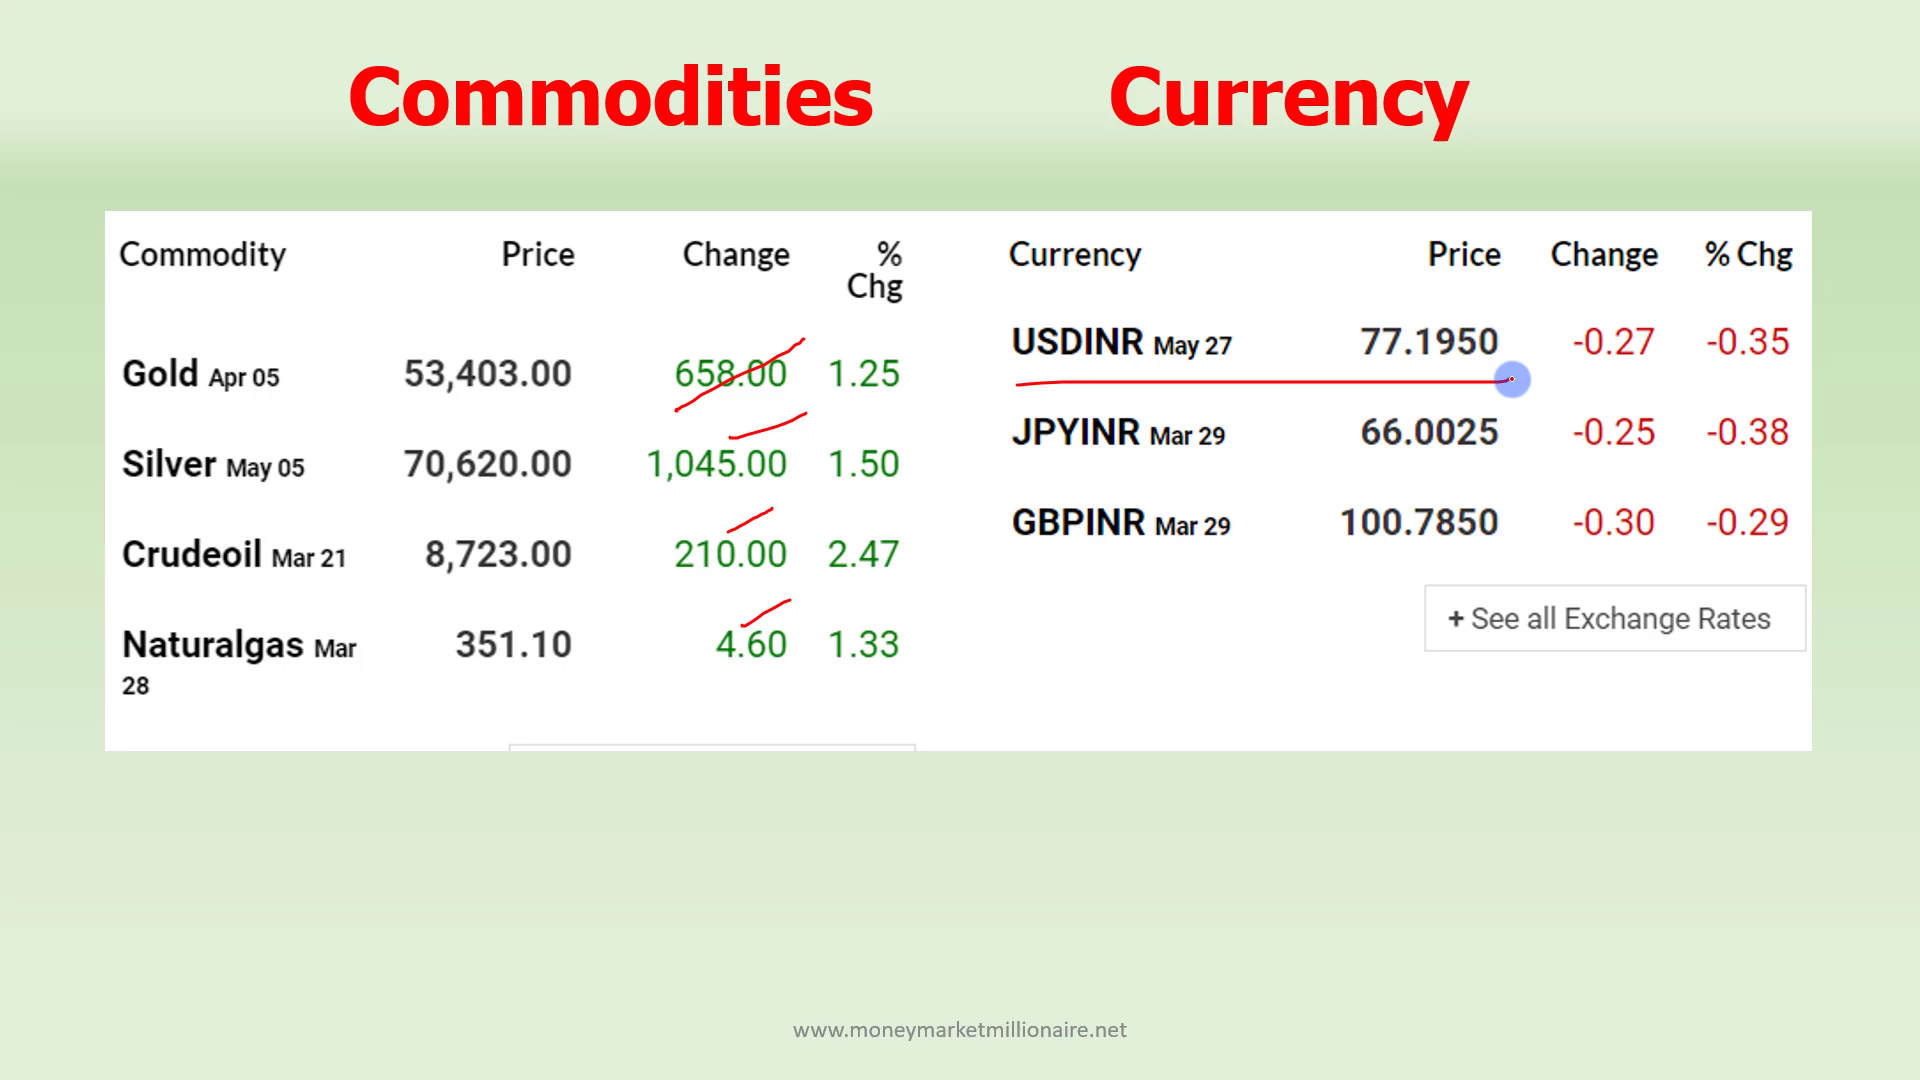 Commodities Currency
Commodity Price Change % Chg
Gold Apr 05 53,403.00 658.00 1.25
Silver May 05 70,620.00 1,045.00 1.50
Crudeoil Mar 21 8,723.00 210.00 2.47
Naturalgas Mar 28 351.10 4.60 1.33
Currency Price Change % Chg
USDINR May 27 77.1950 -0.27 -0.35
JPYINR Mar 29 66.0025 -0.25 -0.38
GBPINR Mar 29 100.7850 -0.30 -0.29
+ See all Exchange Rates
www.moneymarketmillionaire.net